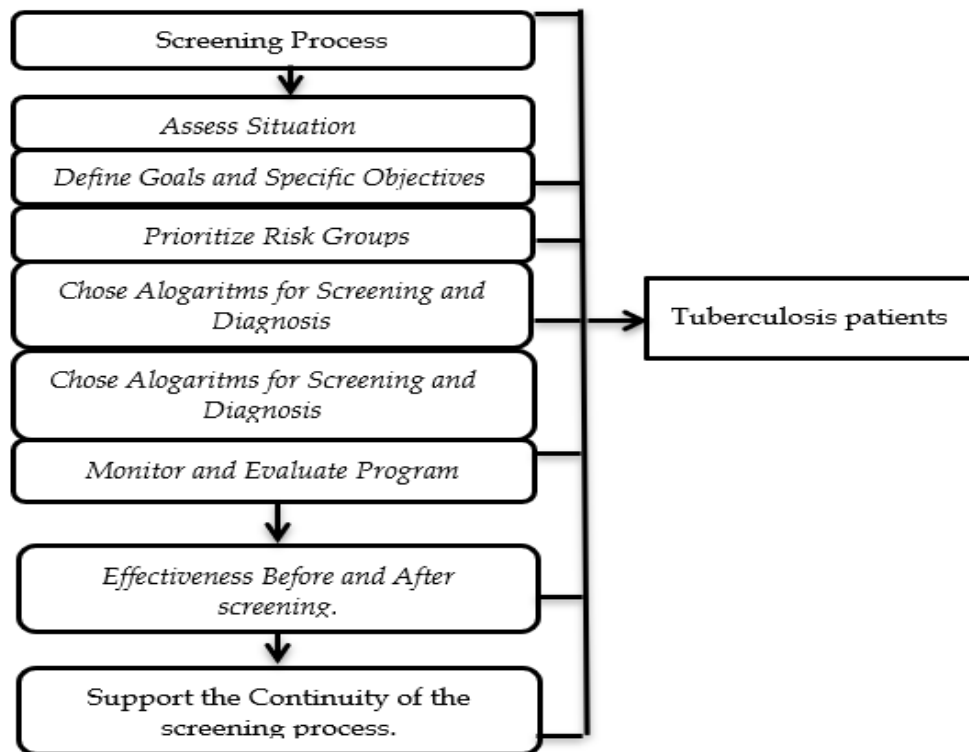 Screening Process
Assess Situation
Define Goals and Specific Objectives
Prioritize Risk Groups
Chose Alogaritms for Screening and
Diagnosis
Tuberculosis patients
Chose Alogaritms for Screening and
Diagnosis
Monitor and Evaluate Program
Effectiveness Before and After
screening.
Support the Continuity of the
screening process.